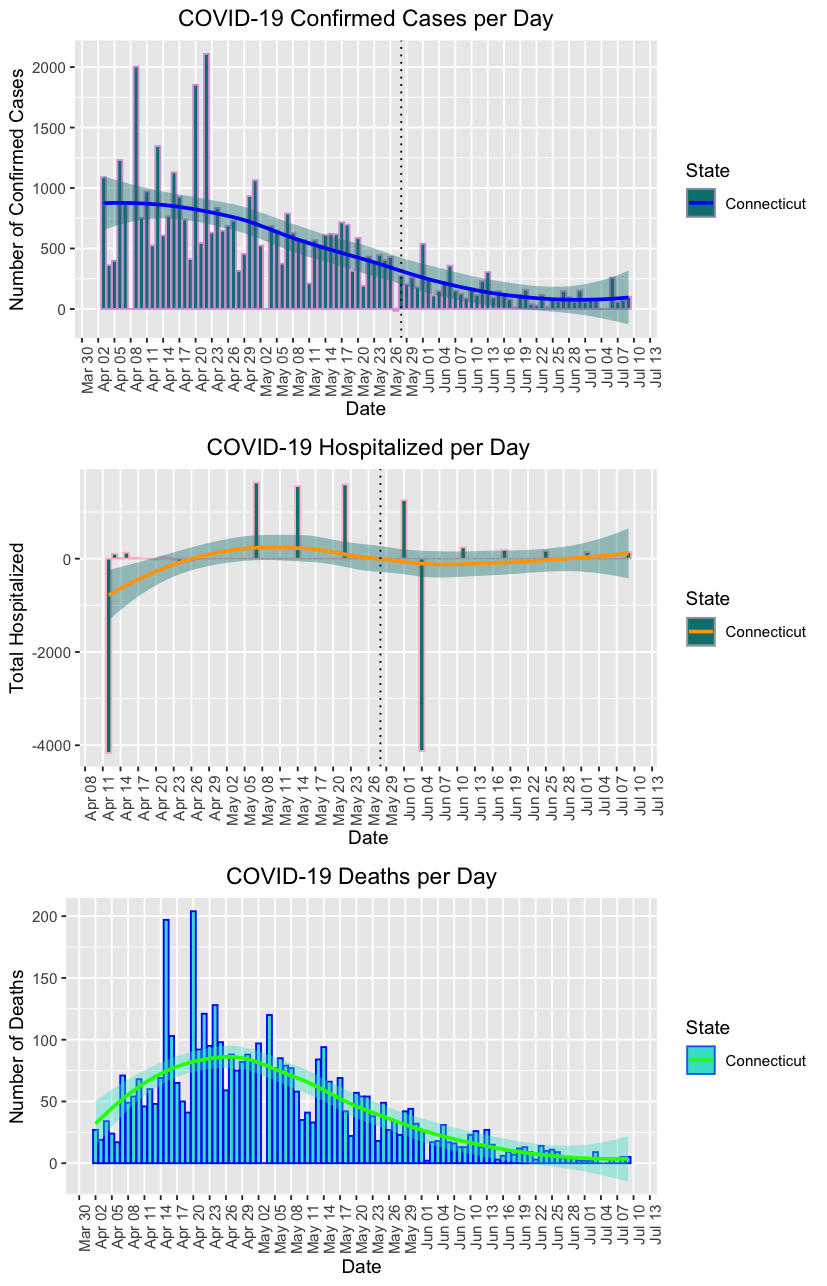 COVID-19 Confirmed Cases per Day
Number of Confirmed Cases
2000
1500
1000
500
0
Mar 30
Apr 02
Apr 05
Apr 08
Apr 11
Apr 14
Apr 17
Apr 20
Apr 23
Apr 26
Apr 29
May 02
May 05
May 08
May 11
May 14
May 17
May 20
May 23
May 26
May 29
Jun 01
Jun 04
Jun 07
Jun 10
Jun 13
Jun 16
Jun 19
Jun 22
Jun 25
Jun 28
Jul 01
Jul 04
Jul 07
Jul 10
Jul 13
Date
State
Connecticut
COVID-19 Hospitalized per Day
Total Hospitalized
0
-2000
-4000
Apr 08
Apr 11
Apr 14
Apr 17
Apr 20
Apr 23
Apr 26
Apr 29
May 02
May 05
May 08
May 11
May 14
May 17
May 20
May 23
May 26
May 29
Jun 01
Jun 04
Jun 07
Jun 10
Jun 13
Jun 16
Jun 19
Jun 22
Jun 25
Jun 28
Jul 01
Jul 04
Jul 07
Jul 10
Jul 13
Date
State
Connecticut
COVID-19 Deaths per Day
Number of Deaths
200
150
100
50
0
Mar 30
Apr 02
Apr 05
Apr 08
Apr 11
Apr 14
Apr 17
Apr 20
Apr 23
Apr 26
Apr 29
May 02
May 05
May 08
May 11
May 14
May 17
May 20
May 23
May 26
May 29
Jun 01
Jun 04
Jun 07
Jun 10
Jun 13
Jun 16
Jun 19
Jun 22
Jun 25
Jun 28
Jul 01
Jul 04
Jul 07
Jul 10
Jul 13
Date
State
Connecticut